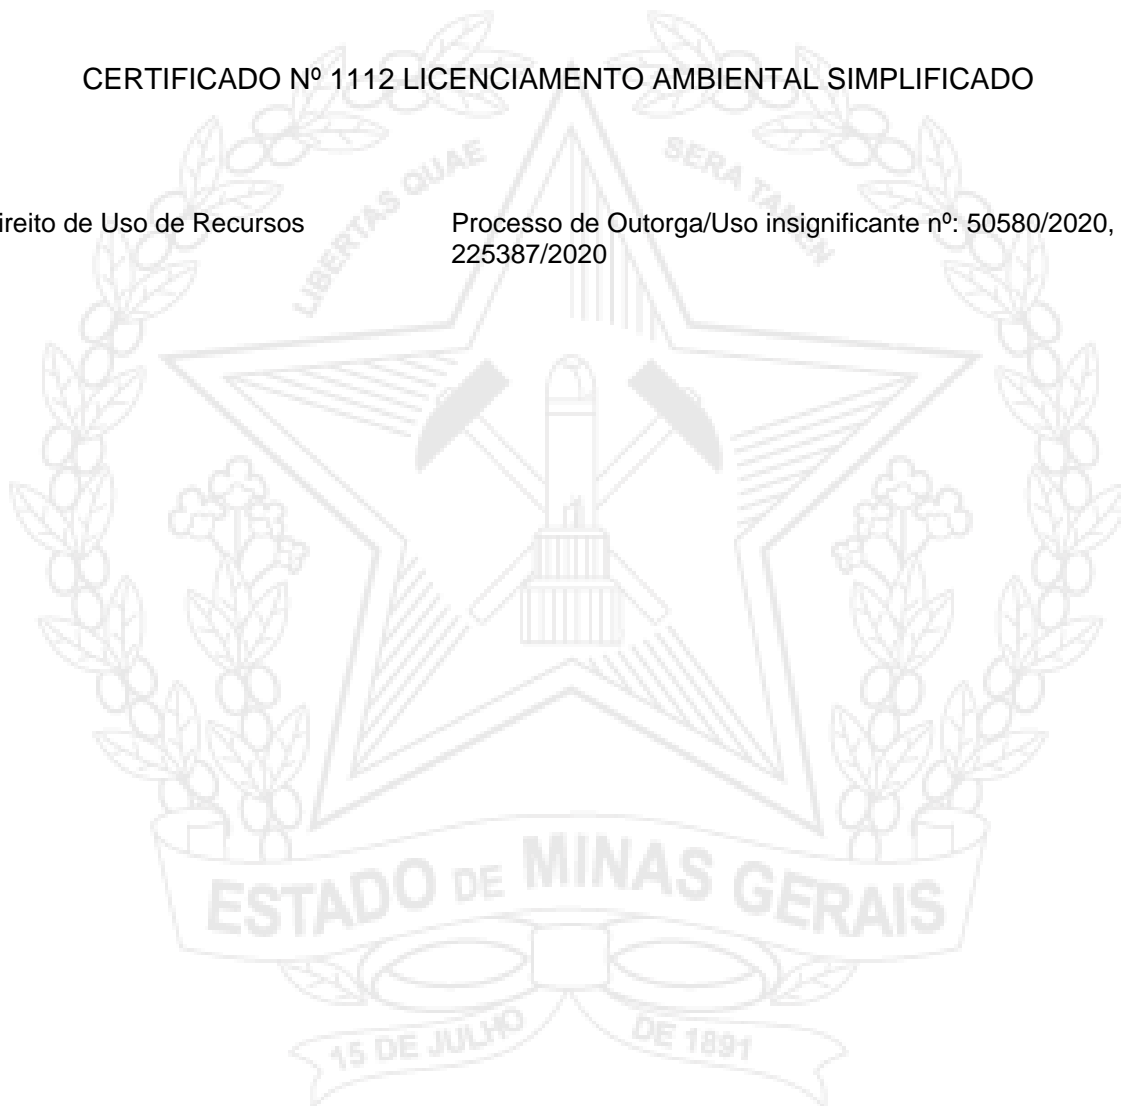 CERTIFICADO Nº 1112 LICENCIAMENTO AMBIENTAL SIMPLIFICADO
LIBERTAS QUAE SERA TAMEN
ireito de Uso de Recursos
Processo de Outorga/Uso insignificante nº: 50580/2020,
225387/2020
ESTADO DE MINAS GERAIS
15 DE JULHO DE 1891